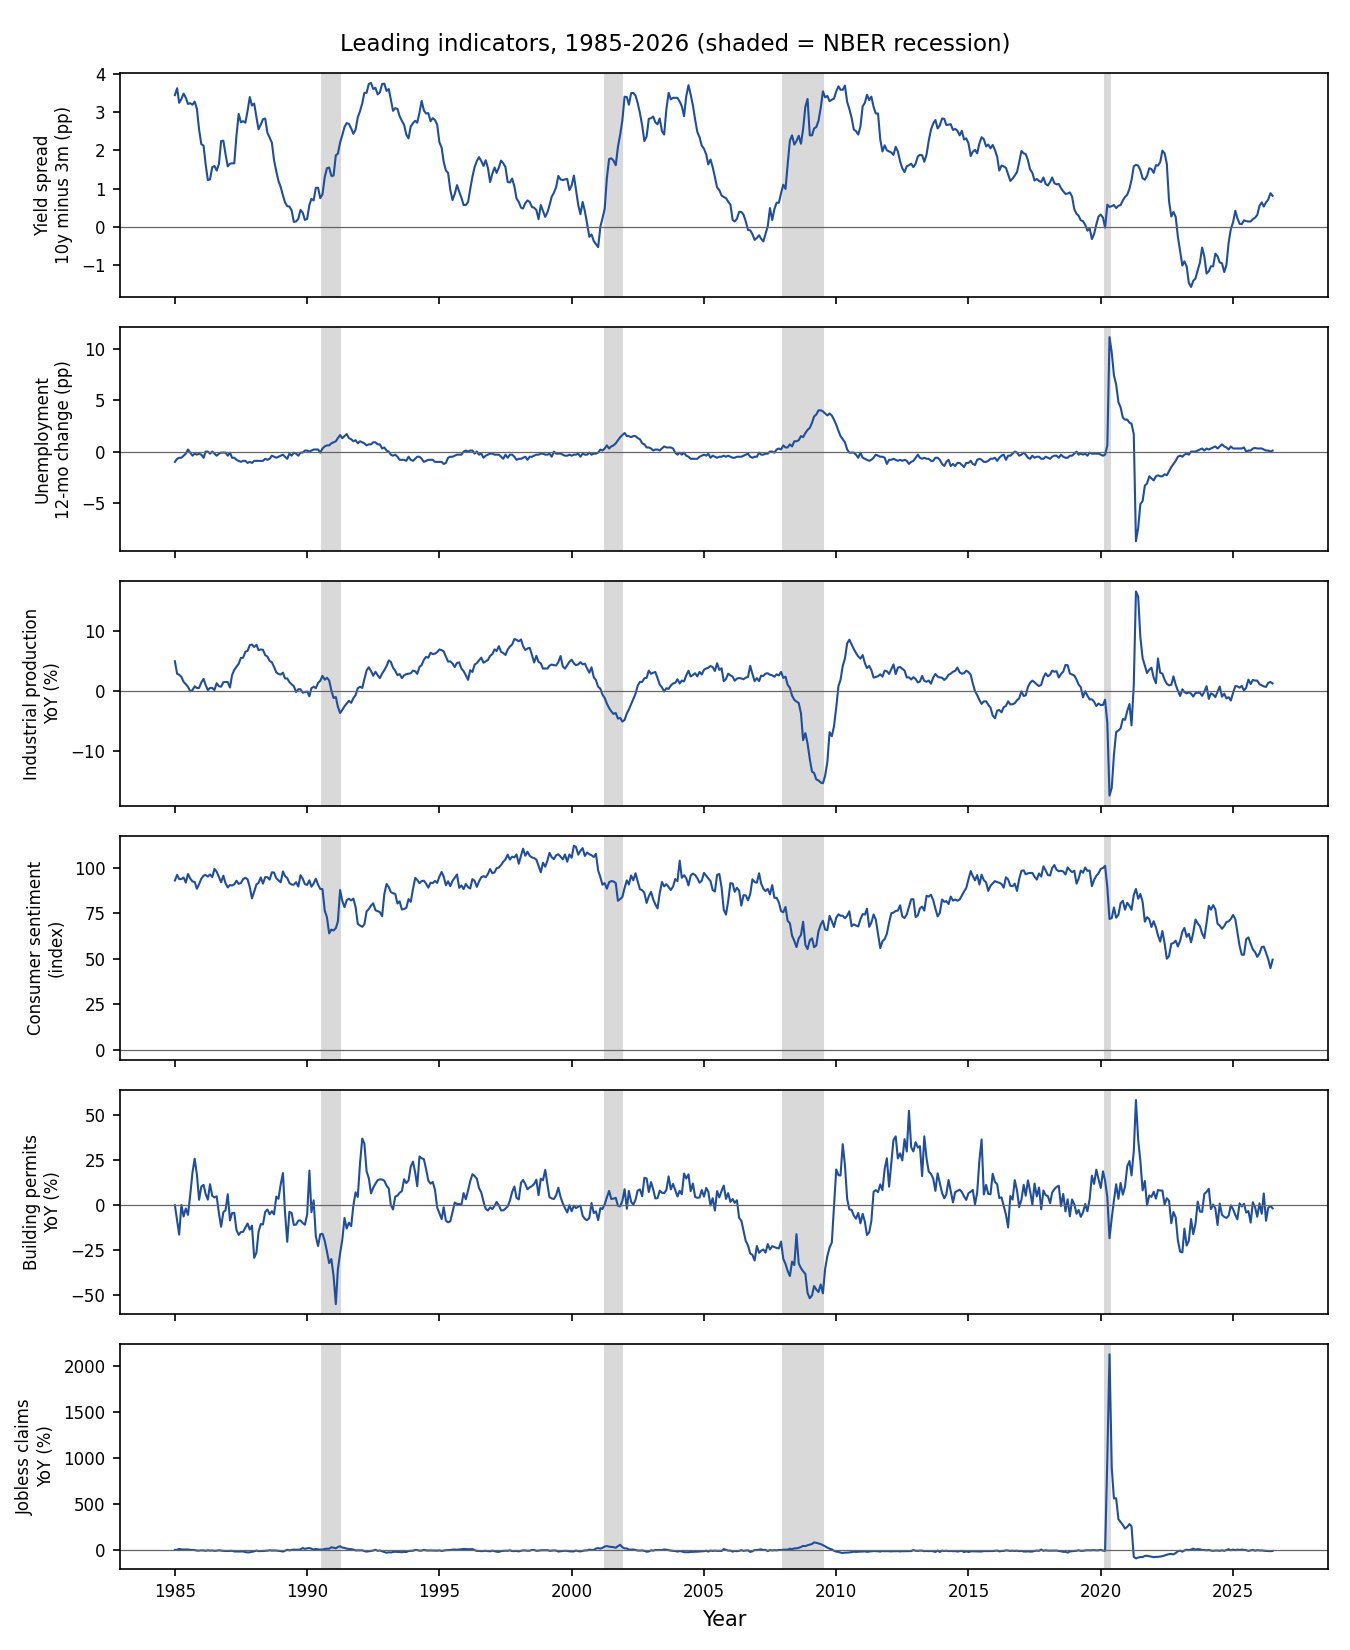 Leading indicators, 1985-2026 (shaded = NBER recession)
Yield spread
10y minus 3m (pp)
4
3
2
1
0
−1
Unemployment
12-mo change (pp)
10
5
0
−5
Industrial production
YoY (%)
10
0
−10
Consumer sentiment
(index)
100
75
50
25
0
Building permits
YoY (%)
50
25
0
−25
−50
Jobless claims
YoY (%)
2000
1500
1000
500
0
1985 1990 1995 2000 2005 2010 2015 2020 2025
Year